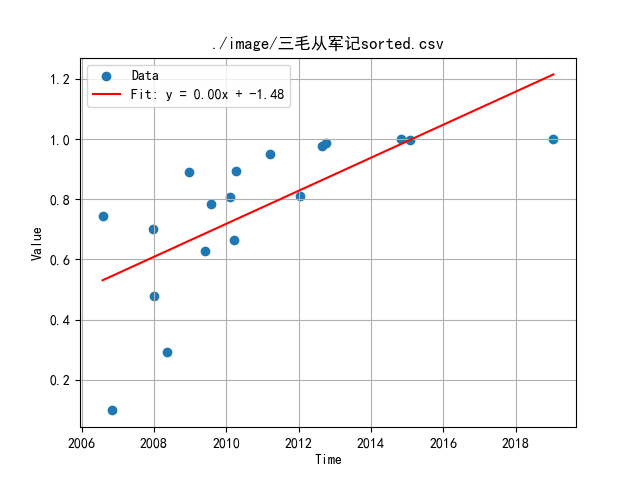 ./image/三毛从军记sorted.csv
Data
Fit: y = 0.00x + -1.48
Value
1.2
1.0
0.8
0.6
0.4
0.2
2006 2008 2010 2012 2014 2016 2018
Time